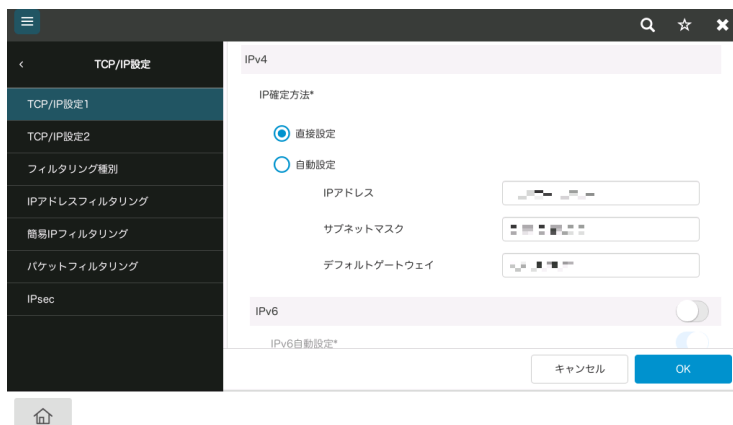 TCP/IP設定
TCP/IP設定1
TCP/IP設定2
フィルタリング種別
IPアドレスフィルタリング
簡易IPフィルタリング
パケットフィルタリング
IPsec
IPv4
IP確定方法*
直接設定
自動設定
IPアドレス
サブネットマスク
デフォルトゲートウェイ
IPv6
IPv6自動設定*
キャンセル
OK